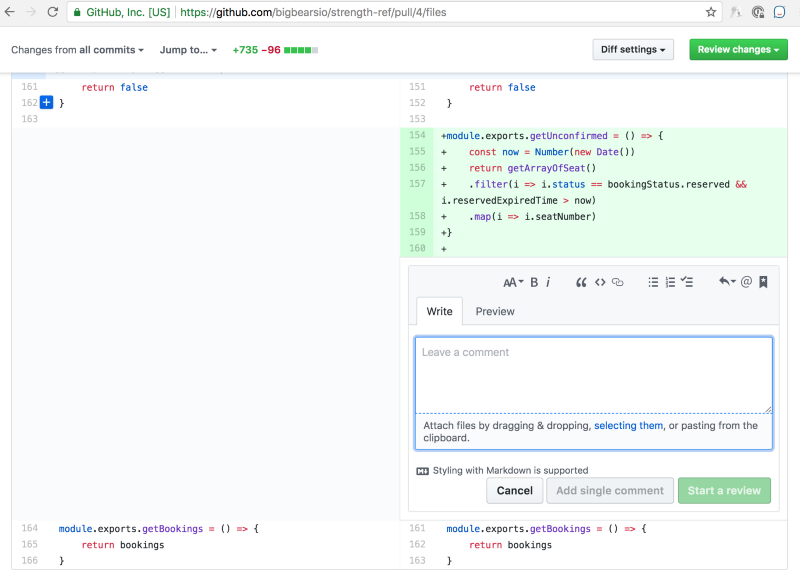 GitHub, Inc. [US] https://github.com/bigbearsio/strength-ref/pull/4/files
Changes from all commits Jump to... +735 −96 Diff settings Review changes
161 return false 151 return false
162 + } 152 }
163 153
154 +module.exports.getUnconfirmed = () => {
155 + const now = Number(new Date())
156 + return getArrayOfSeat()
157 + .filter(i => i.status == bookingStatus.reserved &&
i.reservedExpiredTime > now)
158 + .map(i => i.seatNumber)
159 +}
160 +
AA B i “ <> @
Write Preview
Leave a comment
Attach files by dragging & dropping, selecting them, or pasting from the
clipboard.
Styling with Markdown is supported
Cancel Add single comment Start a review
164 module.exports.getBookings = () => { 161 module.exports.getBookings = () => {
165 return bookings 162 return bookings
166 } 163 }